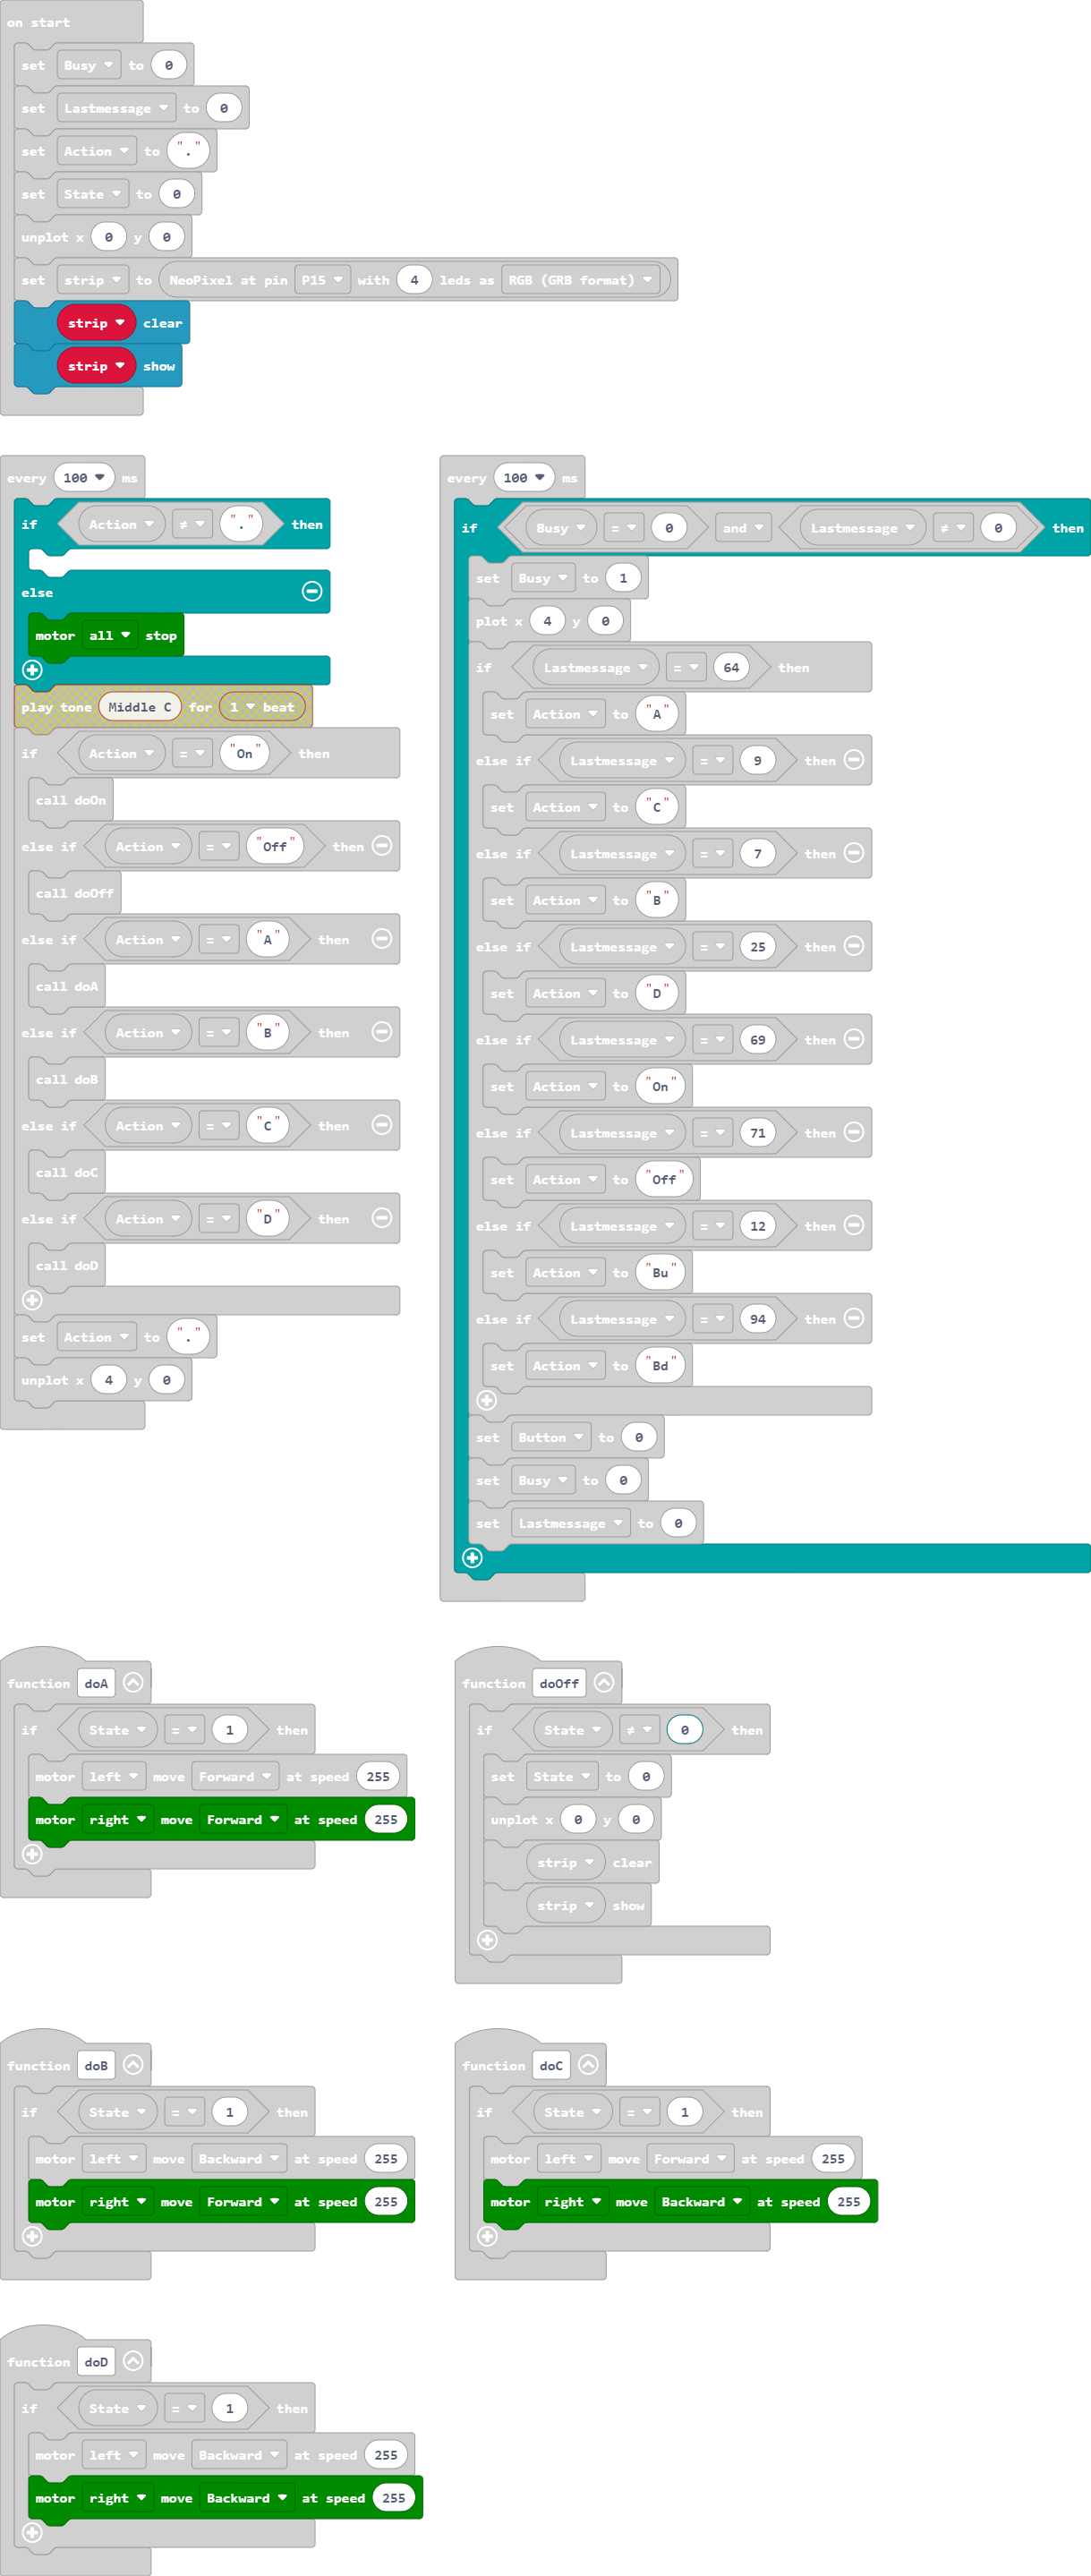 on start
set Busy to 0
set Lastmessage to 0
set Action to "."
set State to 0
unplot x 0 y 0
set strip to NeoPixel at pin P15 with 4 leds as RGB (GRB format)
strip clear
strip show
every 100 ms
if Action ≠ "." then
else
motor all stop
play tone Middle C for 1 beat
if Action = "On" then
call doOn
else if Action = "Off" then
call doOff
else if Action = "A" then
call doA
else if Action = "B" then
call doB
else if Action = "C" then
call doC
else if Action = "D" then
call doD
set Action to "."
unplot x 4 y 0
every 100 ms
if Busy = 0 and Lastmessage ≠ 0 then
set Busy to 1
plot x 4 y 0
if Lastmessage = 64 then
set Action to "A"
else if Lastmessage = 9 then
set Action to "C"
else if Lastmessage = 7 then
set Action to "B"
else if Lastmessage = 25 then
set Action to "D"
else if Lastmessage = 69 then
set Action to "On"
else if Lastmessage = 71 then
set Action to "Off"
else if Lastmessage = 12 then
set Action to "Bu"
else if Lastmessage = 94 then
set Action to "Bd"
set Button to 0
set Busy to 0
set Lastmessage to 0
function doA
if State = 1 then
motor left move Forward at speed 255
motor right move Forward at speed 255
function doOff
if State ≠ 0 then
set State to 0
unplot x 0 y 0
strip clear
strip show
function doB
if State = 1 then
motor left move Backward at speed 255
motor right move Forward at speed 255
function doC
if State = 1 then
motor left move Forward at speed 255
motor right move Backward at speed 255
function doD
if State = 1 then
motor left move Backward at speed 255
motor right move Backward at speed 255